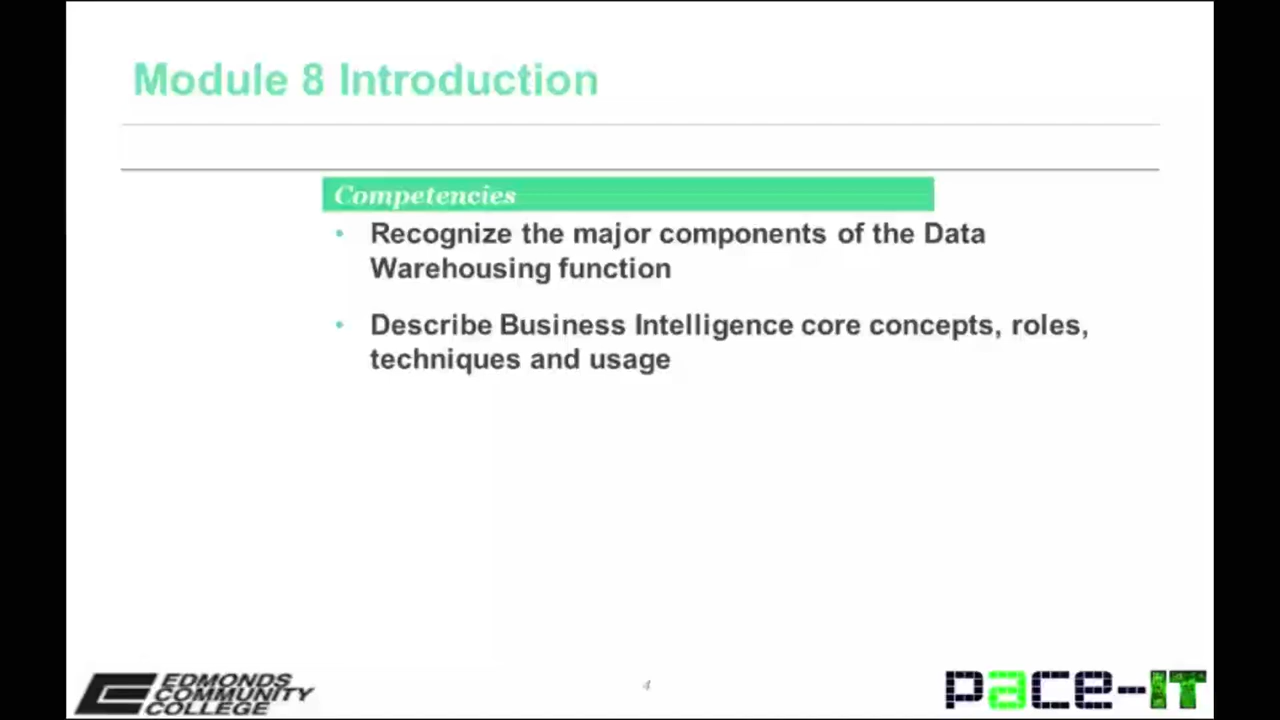 Module 8 Introduction
Competencies
• Recognize the major components of the Data
Warehousing function
• Describe Business Intelligence core concepts, roles,
techniques and usage
EDMONDS
COMMUNITY
COLLEGE
4
pace-IT